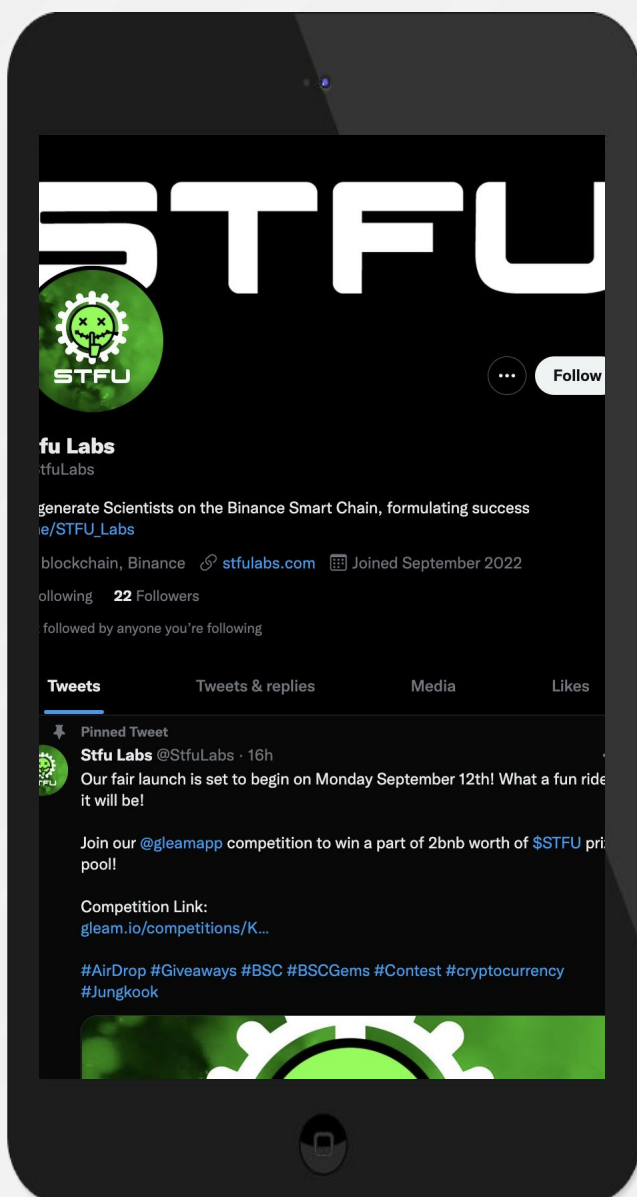 STFU
STFU
Follow
fu Labs
tfuLabs
generate Scientists on the Binance Smart Chain, formulating success
e/STFU_Labs
blockchain, Binance stfulabs.com Joined September 2022
ollowing 22 Followers
followed by anyone you're following
Tweets Tweets & replies Media Likes
Pinned Tweet
Stfu Labs @StfuLabs · 16h
Our fair launch is set to begin on Monday September 12th! What a fun ride
it will be!
Join our @gleamapp competition to win a part of 2bnb worth of $STFU pri
pool!
Competition Link:
gleam.io/competitions/K...
#AirDrop #Giveaways #BSC #BSCGems #Contest #cryptocurrency
#Jungkook